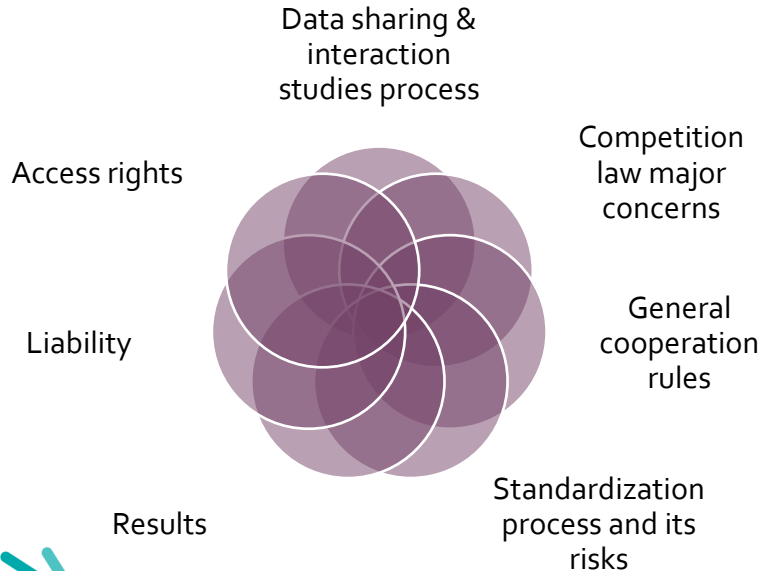 Data sharing &
interaction
studies process
Competition
law major
concerns
General
cooperation
rules
Standardization
process and its
risks
Results
Liability
Access rights